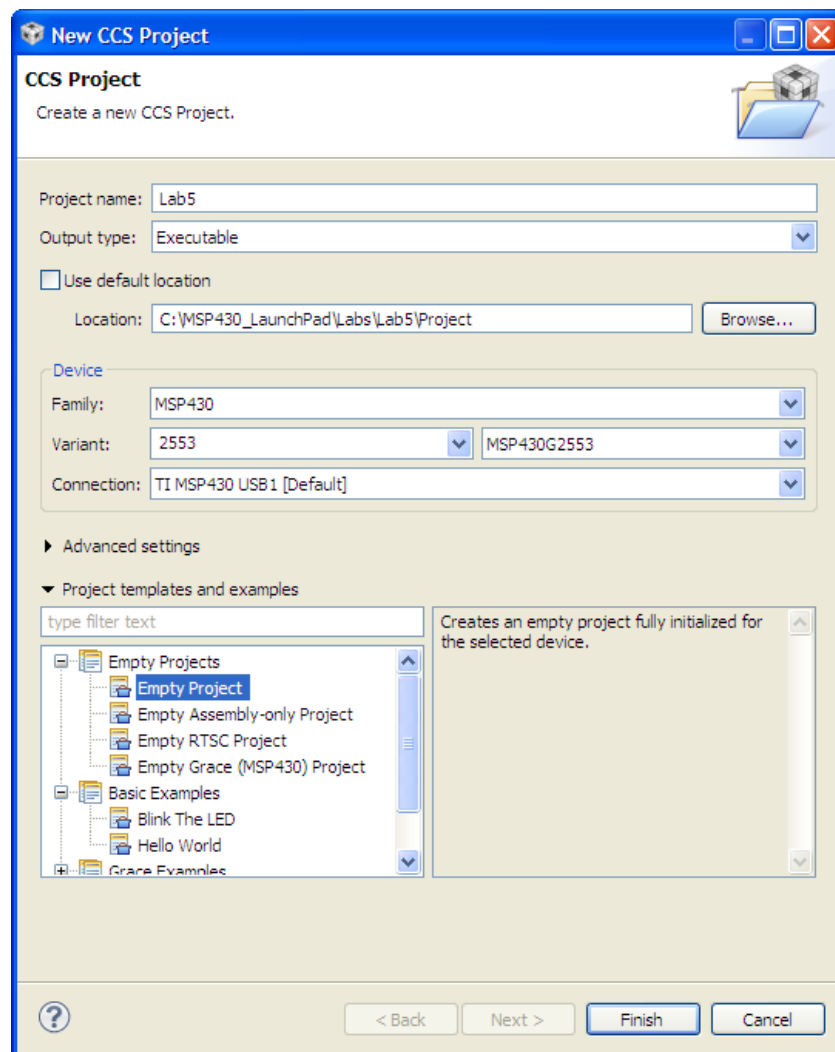 New CCS Project
CCS Project
Create a new CCS Project.
Project name: Lab5
Output type: Executable
Use default location
Location: C:\MSP430_LaunchPad\Labs\Lab5\Project Browse...
Device
Family: MSP430
Variant: 2553 MSP430G2553
Connection: TI MSP430 USB1 [Default]
Advanced settings
Project templates and examples
type filter text
Creates an empty project fully initialized for
the selected device.
Empty Projects
Empty Project
Empty Assembly-only Project
Empty RTSC Project
Empty Grace (MSP430) Project
Basic Examples
Blink The LED
Hello World
Grace Examples
? < Back Next > Finish Cancel